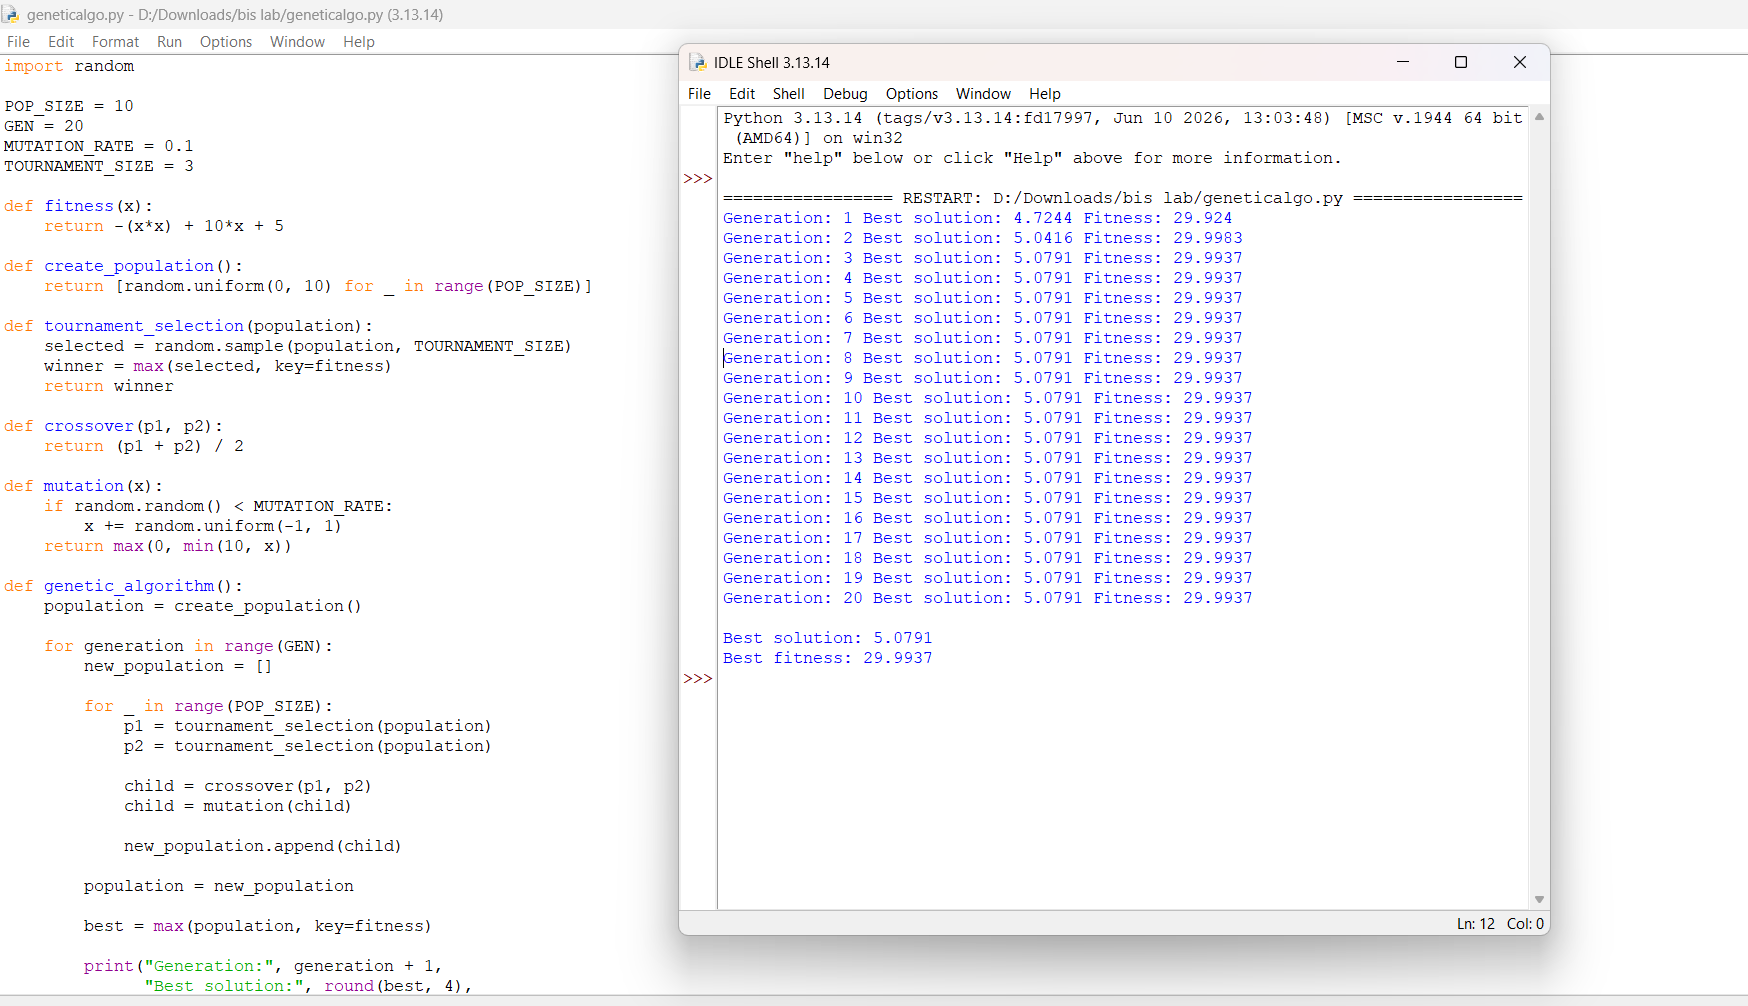 geneticalgo.py - D:/Downloads/bis lab/geneticalgo.py (3.13.14)
File Edit Format Run Options Window Help
import random

POP_SIZE = 10
GEN = 20
MUTATION_RATE = 0.1
TOURNAMENT_SIZE = 3

def fitness(x):
    return -(x*x) + 10*x + 5

def create_population():
    return [random.uniform(0, 10) for _ in range(POP_SIZE)]

def tournament_selection(population):
    selected = random.sample(population, TOURNAMENT_SIZE)
    winner = max(selected, key=fitness)
    return winner

def crossover(p1, p2):
    return (p1 + p2) / 2

def mutation(x):
    if random.random() < MUTATION_RATE:
        x += random.uniform(-1, 1)
    return max(0, min(10, x))

def genetic_algorithm():
    population = create_population()

    for generation in range(GEN):
        new_population = []

        for _ in range(POP_SIZE):
            p1 = tournament_selection(population)
            p2 = tournament_selection(population)

            child = crossover(p1, p2)
            child = mutation(child)

            new_population.append(child)

        population = new_population

        best = max(population, key=fitness)

        print("Generation:", generation + 1,
              "Best solution:", round(best, 4),
IDLE Shell 3.13.14
File Edit Shell Debug Options Window Help
Python 3.13.14 (tags/v3.13.14:fd17997, Jun 10 2026, 13:03:48) [MSC v.1944 64 bit
 (AMD64)] on win32
Enter "help" below or click "Help" above for more information.
>>>
================= RESTART: D:/Downloads/bis lab/geneticalgo.py =================
Generation: 1 Best solution: 4.7244 Fitness: 29.924
Generation: 2 Best solution: 5.0416 Fitness: 29.9983
Generation: 3 Best solution: 5.0791 Fitness: 29.9937
Generation: 4 Best solution: 5.0791 Fitness: 29.9937
Generation: 5 Best solution: 5.0791 Fitness: 29.9937
Generation: 6 Best solution: 5.0791 Fitness: 29.9937
Generation: 7 Best solution: 5.0791 Fitness: 29.9937
Generation: 8 Best solution: 5.0791 Fitness: 29.9937
Generation: 9 Best solution: 5.0791 Fitness: 29.9937
Generation: 10 Best solution: 5.0791 Fitness: 29.9937
Generation: 11 Best solution: 5.0791 Fitness: 29.9937
Generation: 12 Best solution: 5.0791 Fitness: 29.9937
Generation: 13 Best solution: 5.0791 Fitness: 29.9937
Generation: 14 Best solution: 5.0791 Fitness: 29.9937
Generation: 15 Best solution: 5.0791 Fitness: 29.9937
Generation: 16 Best solution: 5.0791 Fitness: 29.9937
Generation: 17 Best solution: 5.0791 Fitness: 29.9937
Generation: 18 Best solution: 5.0791 Fitness: 29.9937
Generation: 19 Best solution: 5.0791 Fitness: 29.9937
Generation: 20 Best solution: 5.0791 Fitness: 29.9937

Best solution: 5.0791
Best fitness: 29.9937
>>>
Ln: 12 Col: 0